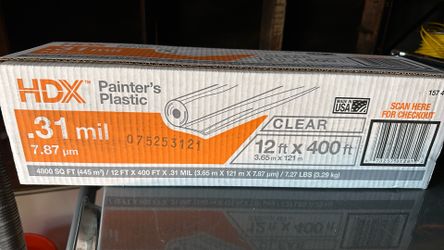 HDX™ Painter's Plastic
.31 mil
7.87 µm
075253121
MADE IN USA
CLEAR
12 ft x 400 ft
3.65 m x 121 m
4800 SQ FT (445 m²) / 12 FT X 400 FT X .31 MIL (3.65 m X 121 m X 7.87 µm) / 7.27 LBS (3.29 kg)
SCAN HERE
FOR CHECKOUT